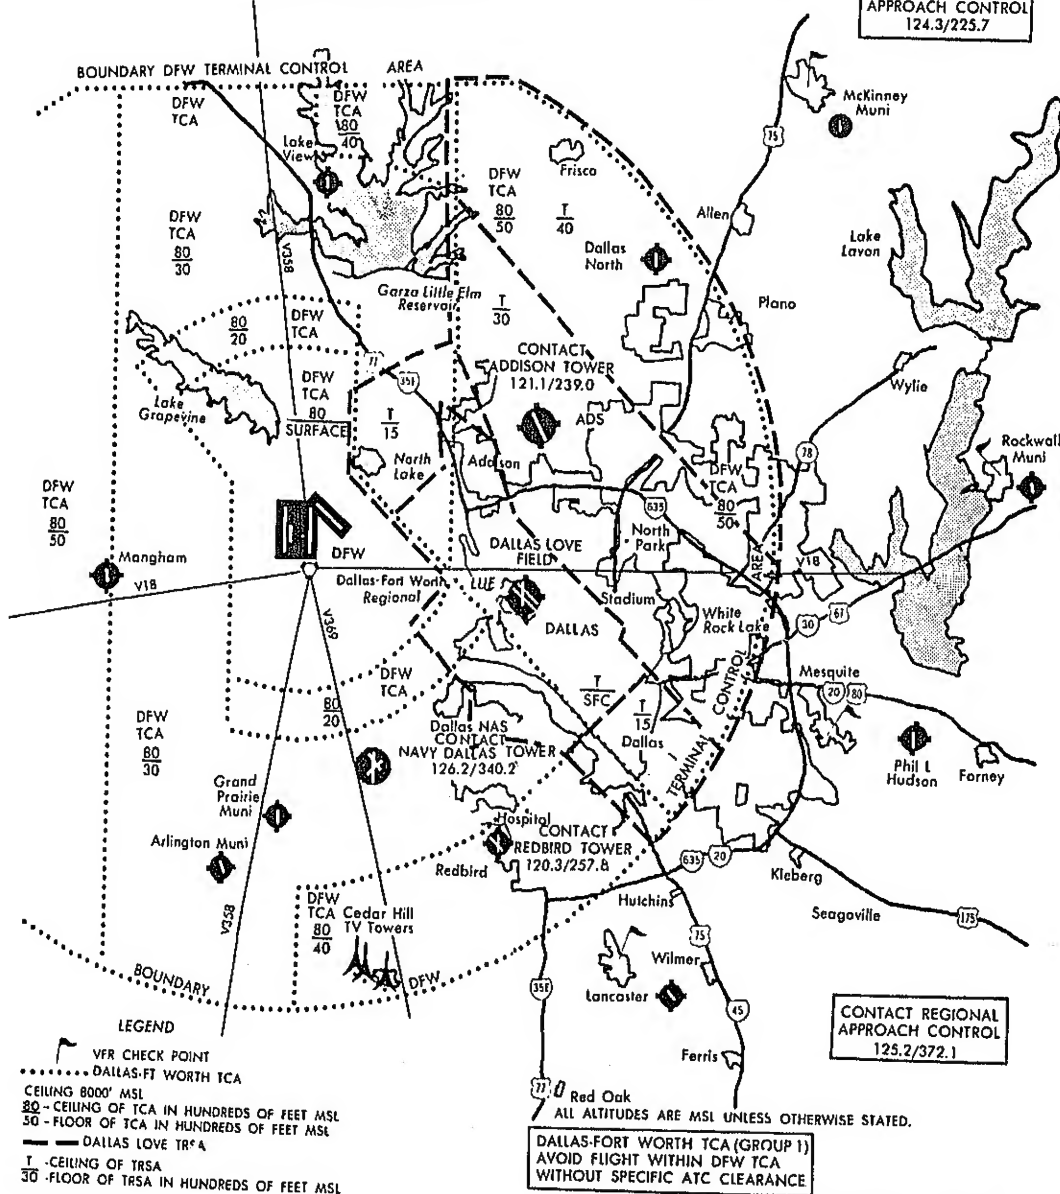 APPROACH CONTROL
124.3/225.7
BOUNDARY DFW TERMINAL CONTROL AREA
DFW
TCA
DFW
TCA
80
40
Lake
View
McKinney
Muni
75
Frisco
DFW
TCA
80
50
T
40
Allen
Lake
Lavon
DFW
TCA
80
30
V358
Dallas
North
Garza Little Elm
Reservoir
T
30
Plano
80
20
DFW
TCA
77
35E
CONTACT
ADDISON TOWER
121.1/239.0
Wylie
Lake
Grapevine
DFW
TCA
80
SURFACE
T
15
ADS
North
Lake
Addison
78
Rockwall
Muni
DFW
TCA
80
50
DFW
TCA
80
50
635
North
Park
Mangham
V18
DFW
DALLAS LOVE
FIELD
AREA
V18
Dallas-Fort Worth
Regional
LUE
Stadium
DALLAS
White
Rock Lake
30
67
V369
CONTROL
Mesquite
20
80
DFW
TCA
80
20
T
SFC
T
15
Dallas
TERMINAL
DFW
TCA
80
30
Dallas NAS
CONTACT
NAVY DALLAS TOWER
126.2/340.2
Phil L
Hudson
Forney
Grand
Prairie
Muni
Arlington Muni
Hospital
CONTACT
REDBIRD TOWER
120.3/257.8
Redbird
635
20
Kleberg
Hutchins
Seagoville
175
V358
DFW
TCA
80
40
Cedar Hill
TV Towers
75
Wilmer
Lancaster
BOUNDARY
DFW
35E
45
Ferris
CONTACT REGIONAL
APPROACH CONTROL
125.2/372.1
77
Red Oak
LEGEND
VFR CHECK POINT
DALLAS-FT WORTH TCA
CEILING 8000' MSL
80 - CEILING OF TCA IN HUNDREDS OF FEET MSL
50 - FLOOR OF TCA IN HUNDREDS OF FEET MSL
DALLAS LOVE TRSA
T - CEILING OF TRSA
30 - FLOOR OF TRSA IN HUNDREDS OF FEET MSL
ALL ALTITUDES ARE MSL UNLESS OTHERWISE STATED.
DALLAS-FORT WORTH TCA (GROUP 1)
AVOID FLIGHT WITHIN DFW TCA
WITHOUT SPECIFIC ATC CLEARANCE